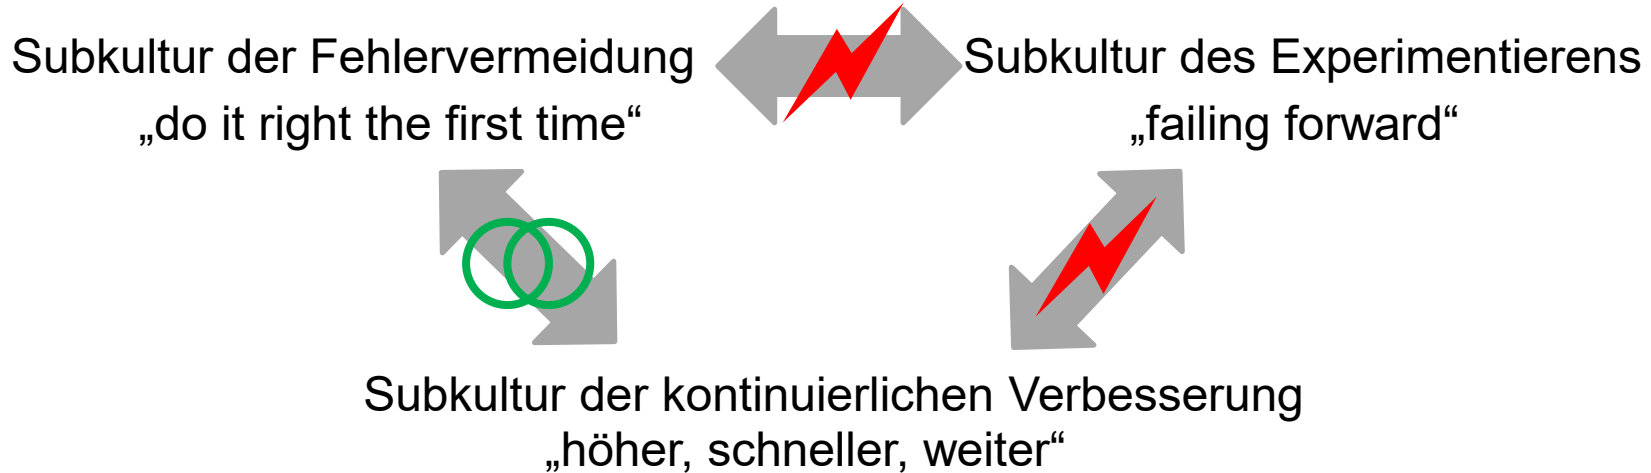 Subkultur der Fehlervermeidung
„do it right the first time“
Subkultur des Experimentierens
„failing forward“
Subkultur der kontinuierlichen Verbesserung
„höher, schneller, weiter“